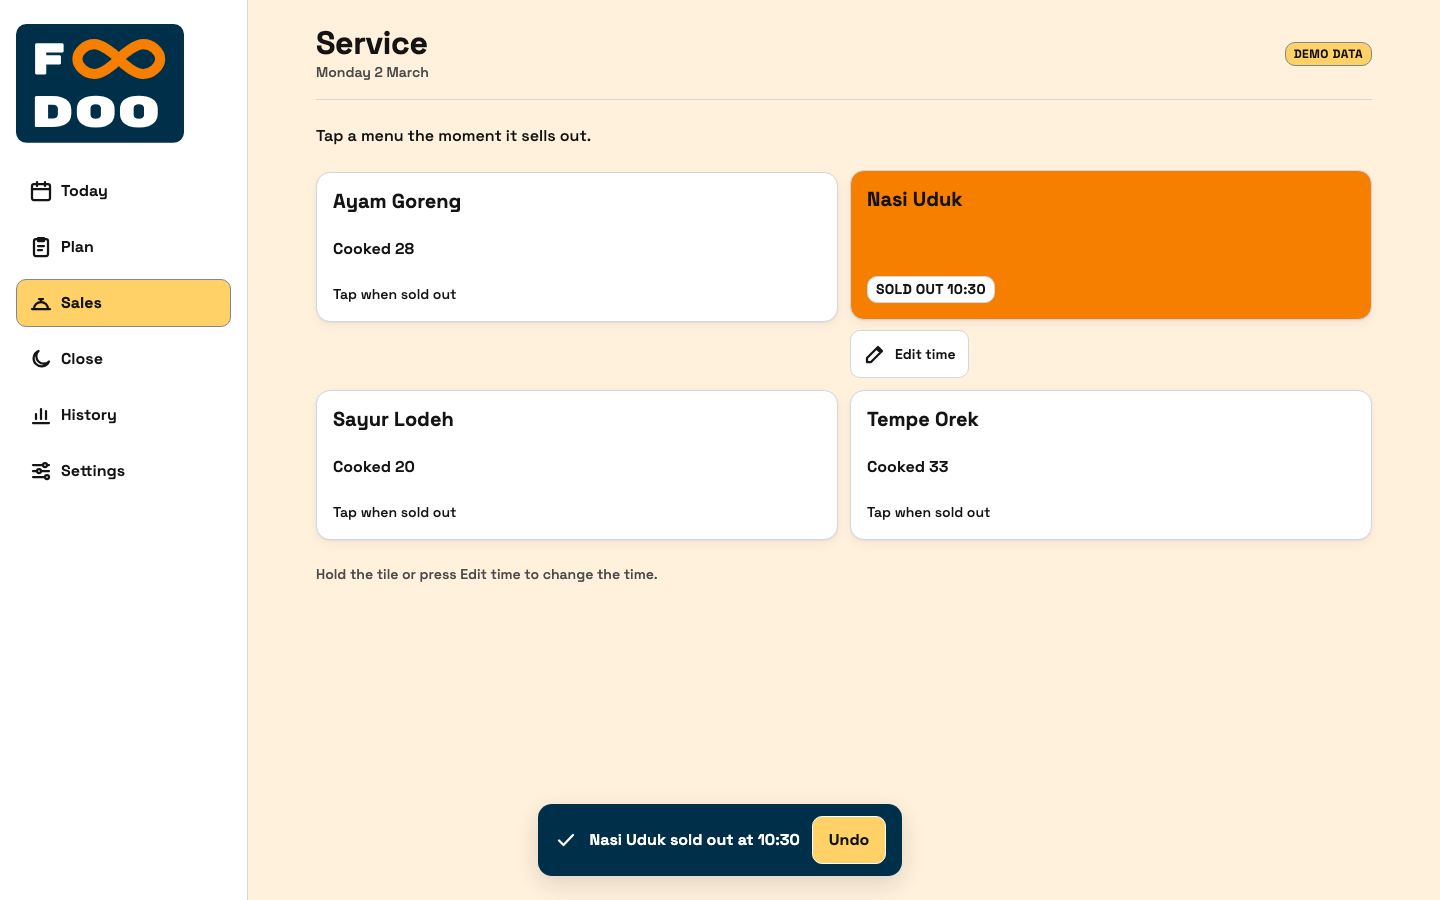 F
DOO
Today
Plan
Sales
Close
History
Settings
Service
Monday 2 March
DEMO DATA
Tap a menu the moment it sells out.
Ayam Goreng
Cooked 28
Tap when sold out
Nasi Uduk
SOLD OUT 10:30
Edit time
Sayur Lodeh
Cooked 20
Tap when sold out
Tempe Orek
Cooked 33
Tap when sold out
Hold the tile or press Edit time to change the time.
Nasi Uduk sold out at 10:30
Undo